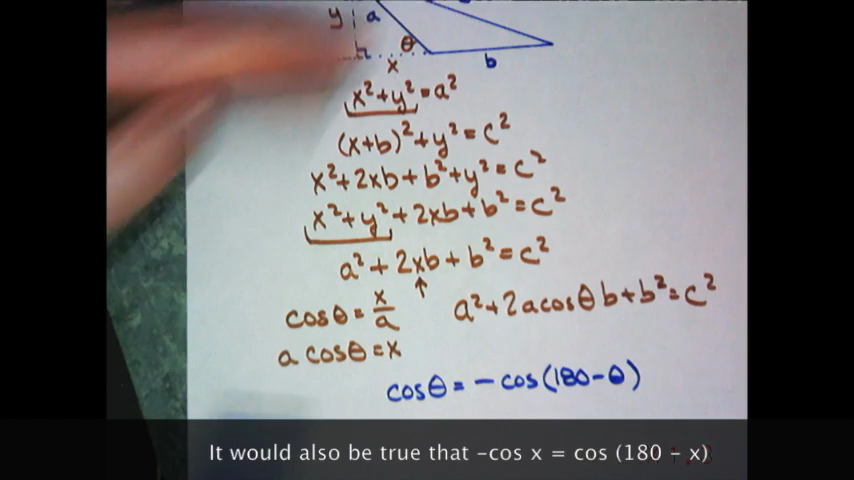 y a θ
x b
x²+y²=a²
(x+b)²+y²=c²
x²+2xb+b²+y²=c²
x²+y²+2xb+b²=c²
a²+2xb+b²=c²
↑
cosθ=x/a a²+2acosθb+b²=c²
a cosθ=x
cosθ=-cos(180-θ)
It would also be true that -cos x = cos (180 - x)